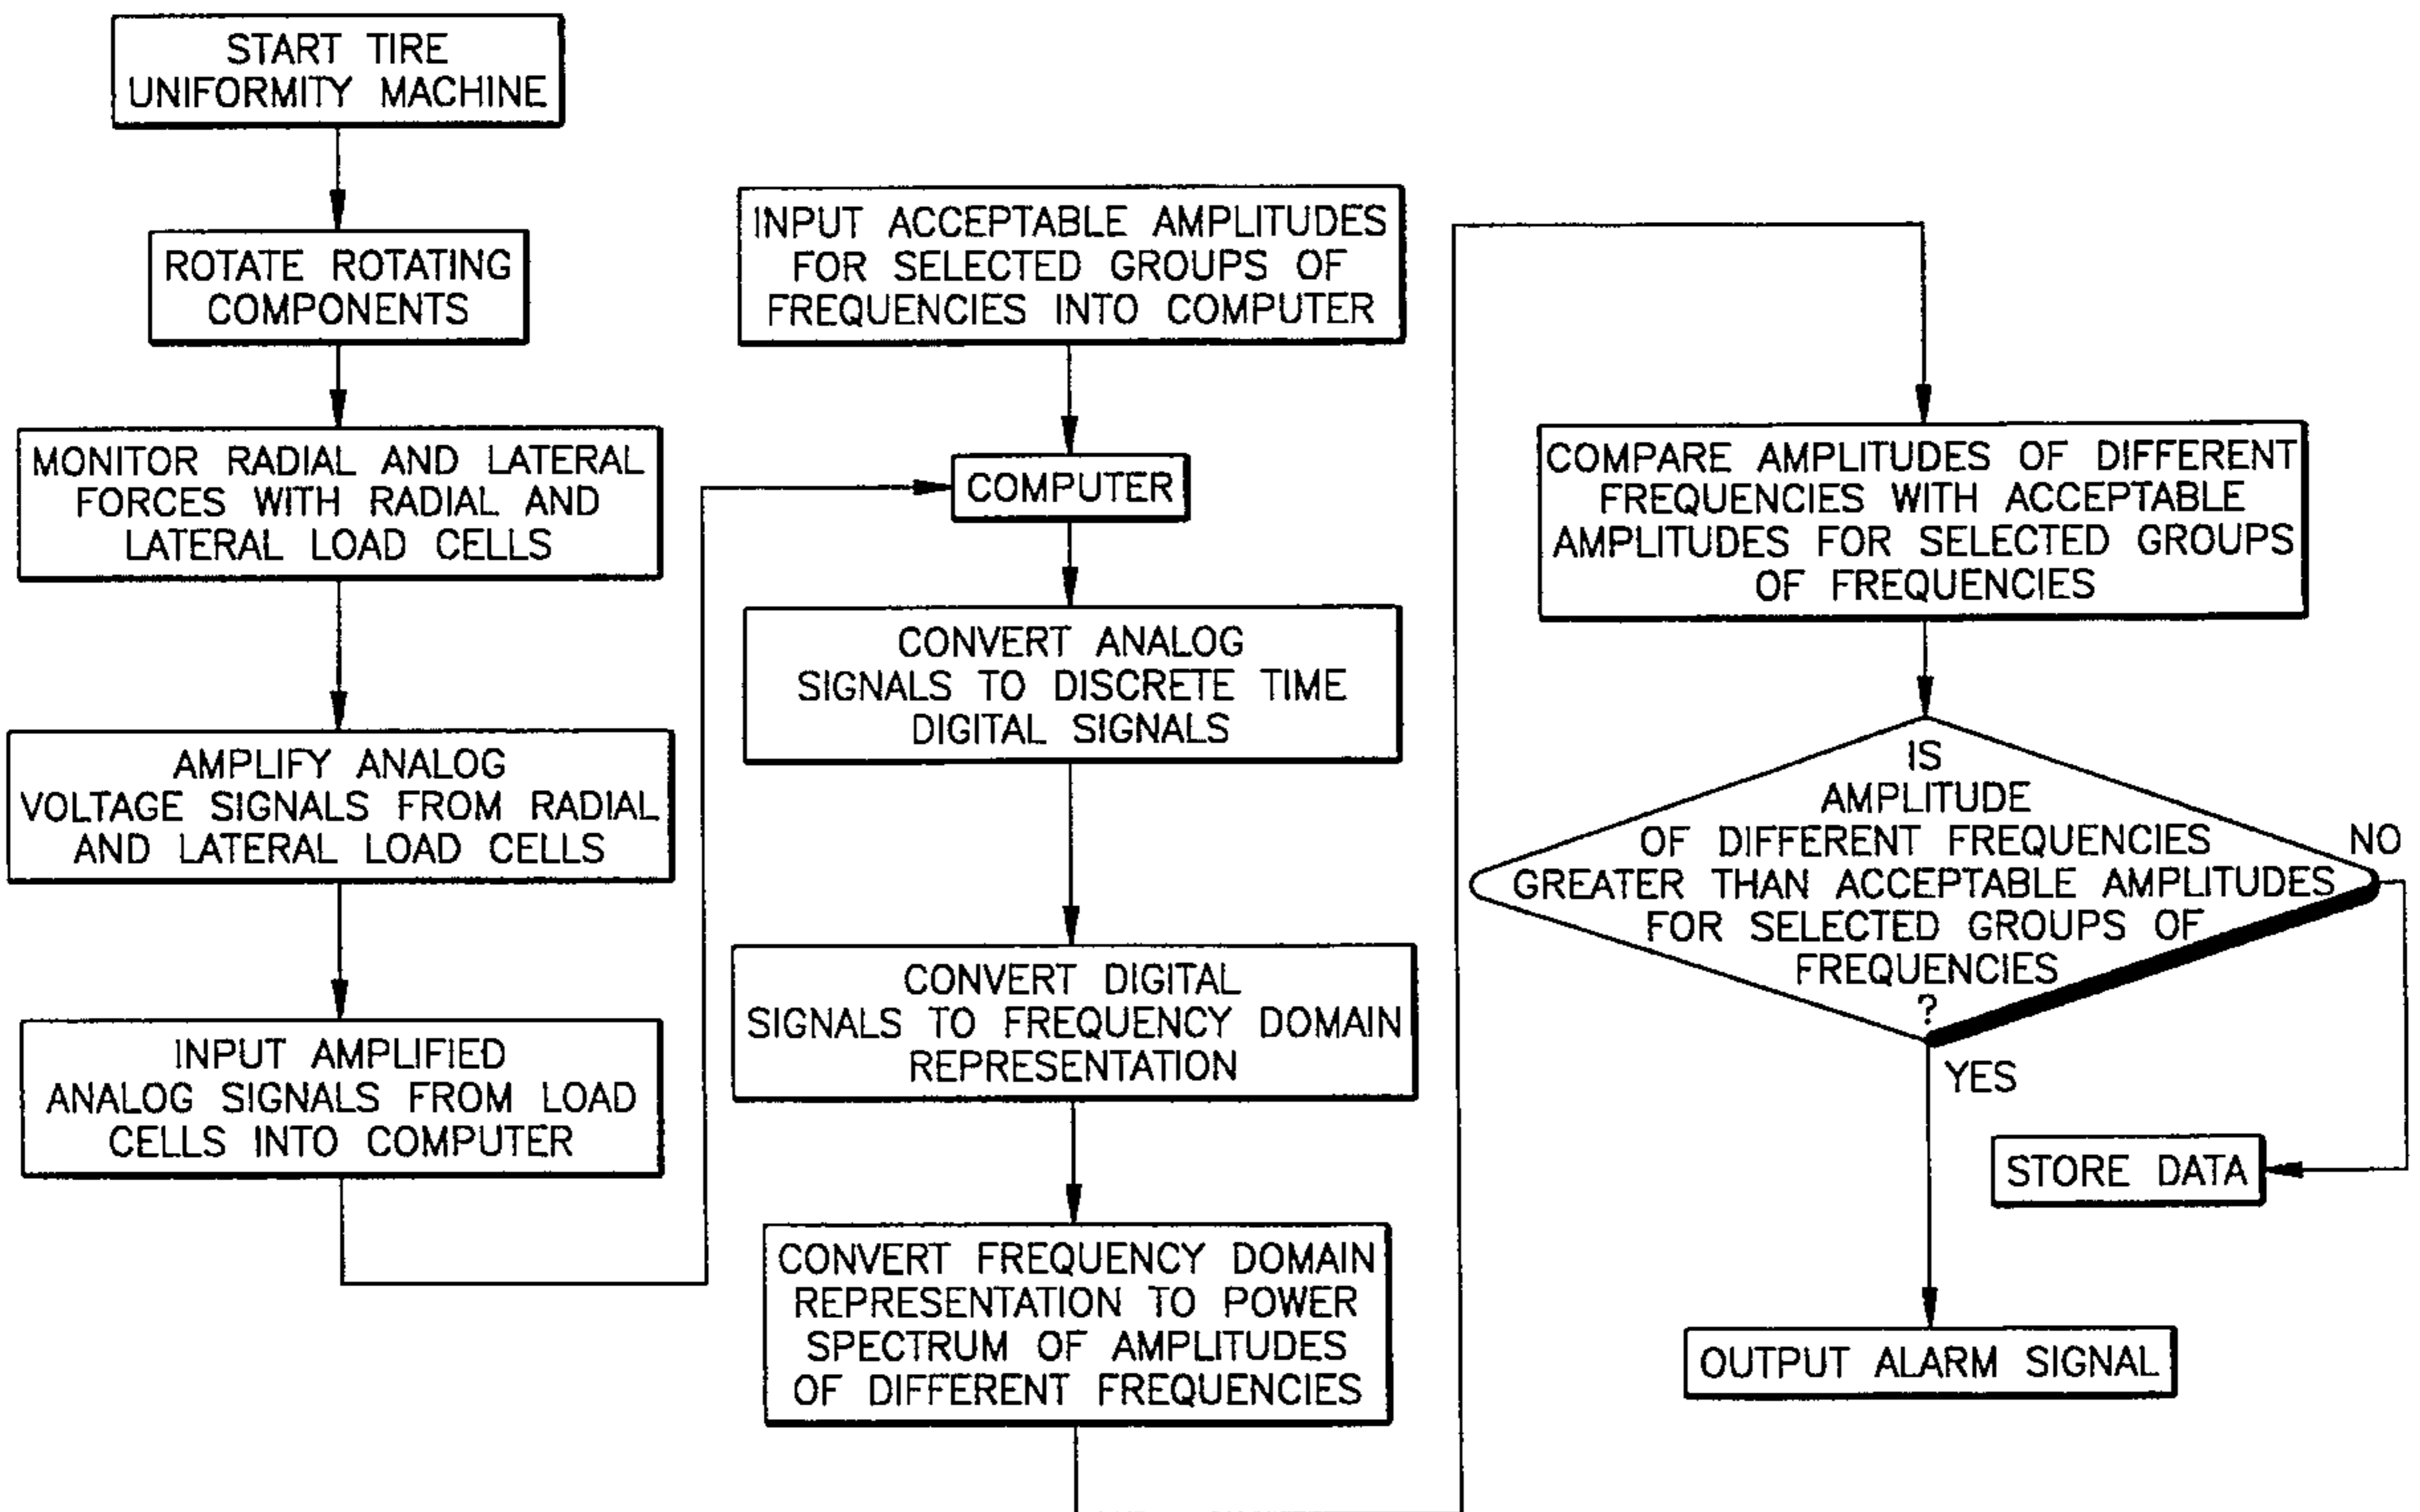 START TIRE
UNIFORMITY MACHINE
ROTATE ROTATING
COMPONENTS
MONITOR RADIAL AND LATERAL
FORCES WITH RADIAL AND
LATERAL LOAD CELLS
AMPLIFY ANALOG
VOLTAGE SIGNALS FROM RADIAL
AND LATERAL LOAD CELLS
INPUT AMPLIFIED
ANALOG SIGNALS FROM LOAD
CELLS INTO COMPUTER
INPUT ACCEPTABLE AMPLITUDES
FOR SELECTED GROUPS OF
FREQUENCIES INTO COMPUTER
COMPUTER
CONVERT ANALOG
SIGNALS TO DISCRETE TIME
DIGITAL SIGNALS
CONVERT DIGITAL
SIGNALS TO FREQUENCY DOMAIN
REPRESENTATION
CONVERT FREQUENCY DOMAIN
REPRESENTATION TO POWER
SPECTRUM OF AMPLITUDES
OF DIFFERENT FREQUENCIES
COMPARE AMPLITUDES OF DIFFERENT
FREQUENCIES WITH ACCEPTABLE
AMPLITUDES FOR SELECTED GROUPS
OF FREQUENCIES
IS
AMPLITUDE
OF DIFFERENT FREQUENCIES
GREATER THAN ACCEPTABLE AMPLITUDES
FOR SELECTED GROUPS OF
FREQUENCIES
?
NO
YES
STORE DATA
OUTPUT ALARM SIGNAL